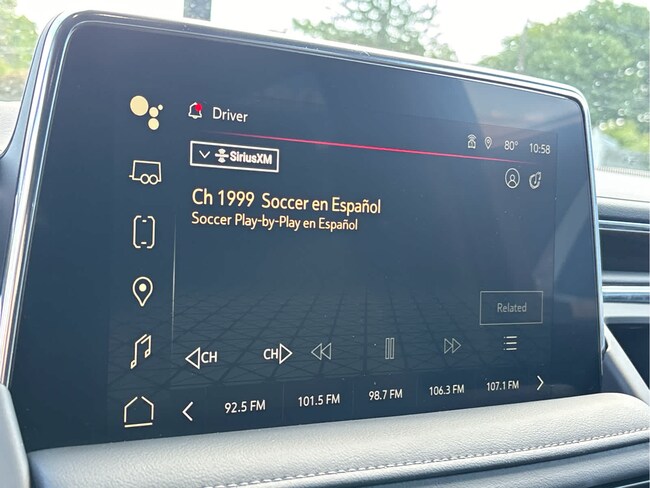 Driver
80° 10:58
SiriusXM
Ch 1999 Soccer en Español
Soccer Play-by-Play en Español
Related
CH CH
92.5 FM 101.5 FM 98.7 FM 106.3 FM 107.1 FM